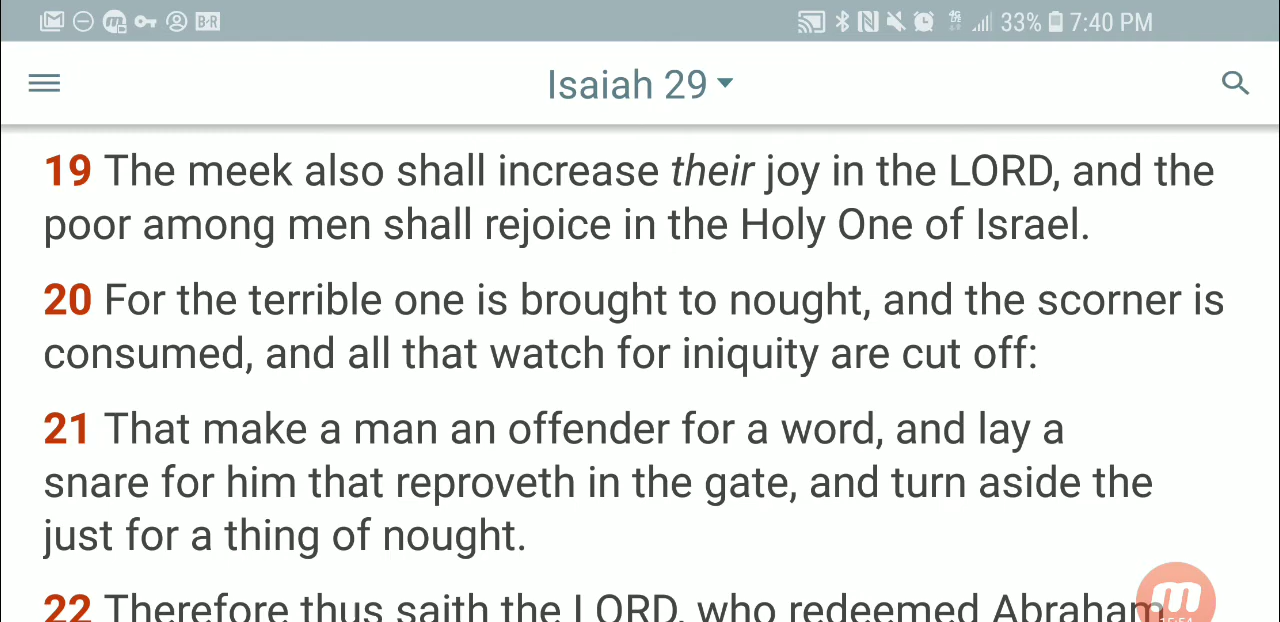 B·R 33% 7:40 PM
Isaiah 29
19 The meek also shall increase their joy in the LORD, and the
poor among men shall rejoice in the Holy One of Israel.
20 For the terrible one is brought to nought, and the scorner is
consumed, and all that watch for iniquity are cut off:
21 That make a man an offender for a word, and lay a
snare for him that reproveth in the gate, and turn aside the
just for a thing of nought.
22 Therefore thus saith the LORD, who redeemed Abraham